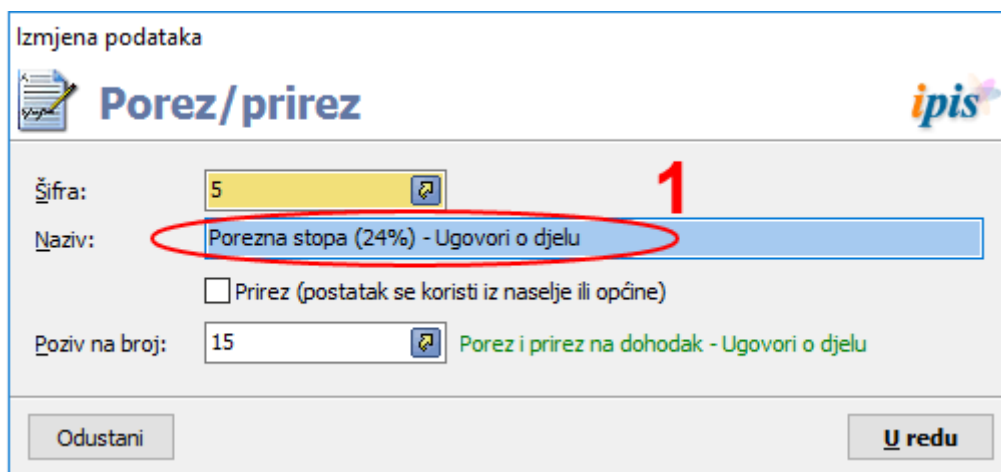 Izmjena podataka
Porez/prirez
ipis
Šifra: 5
1
Naziv: Porezna stopa (24%) - Ugovori o djelu
Prirez (postatak se koristi iz naselje ili općine)
Poziv na broj: 15 Porez i prirez na dohodak - Ugovori o djelu
Odustani U redu